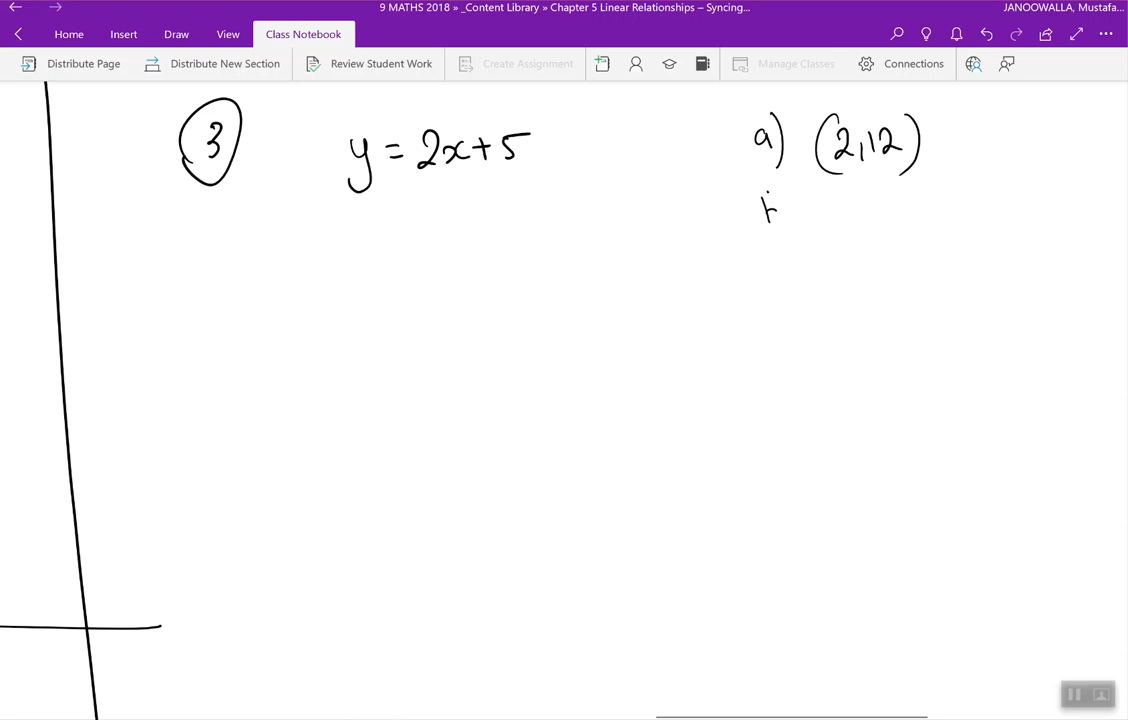 9 MATHS 2018 » _Content Library » Chapter 5 Linear Relationships – Syncing...
JANOOWALLA, Mustafa...
Home Insert Draw View Class Notebook
Distribute Page Distribute New Section Review Student Work Create Assignment Manage Classes Connections
3 y = 2x + 5 a) (2,12)